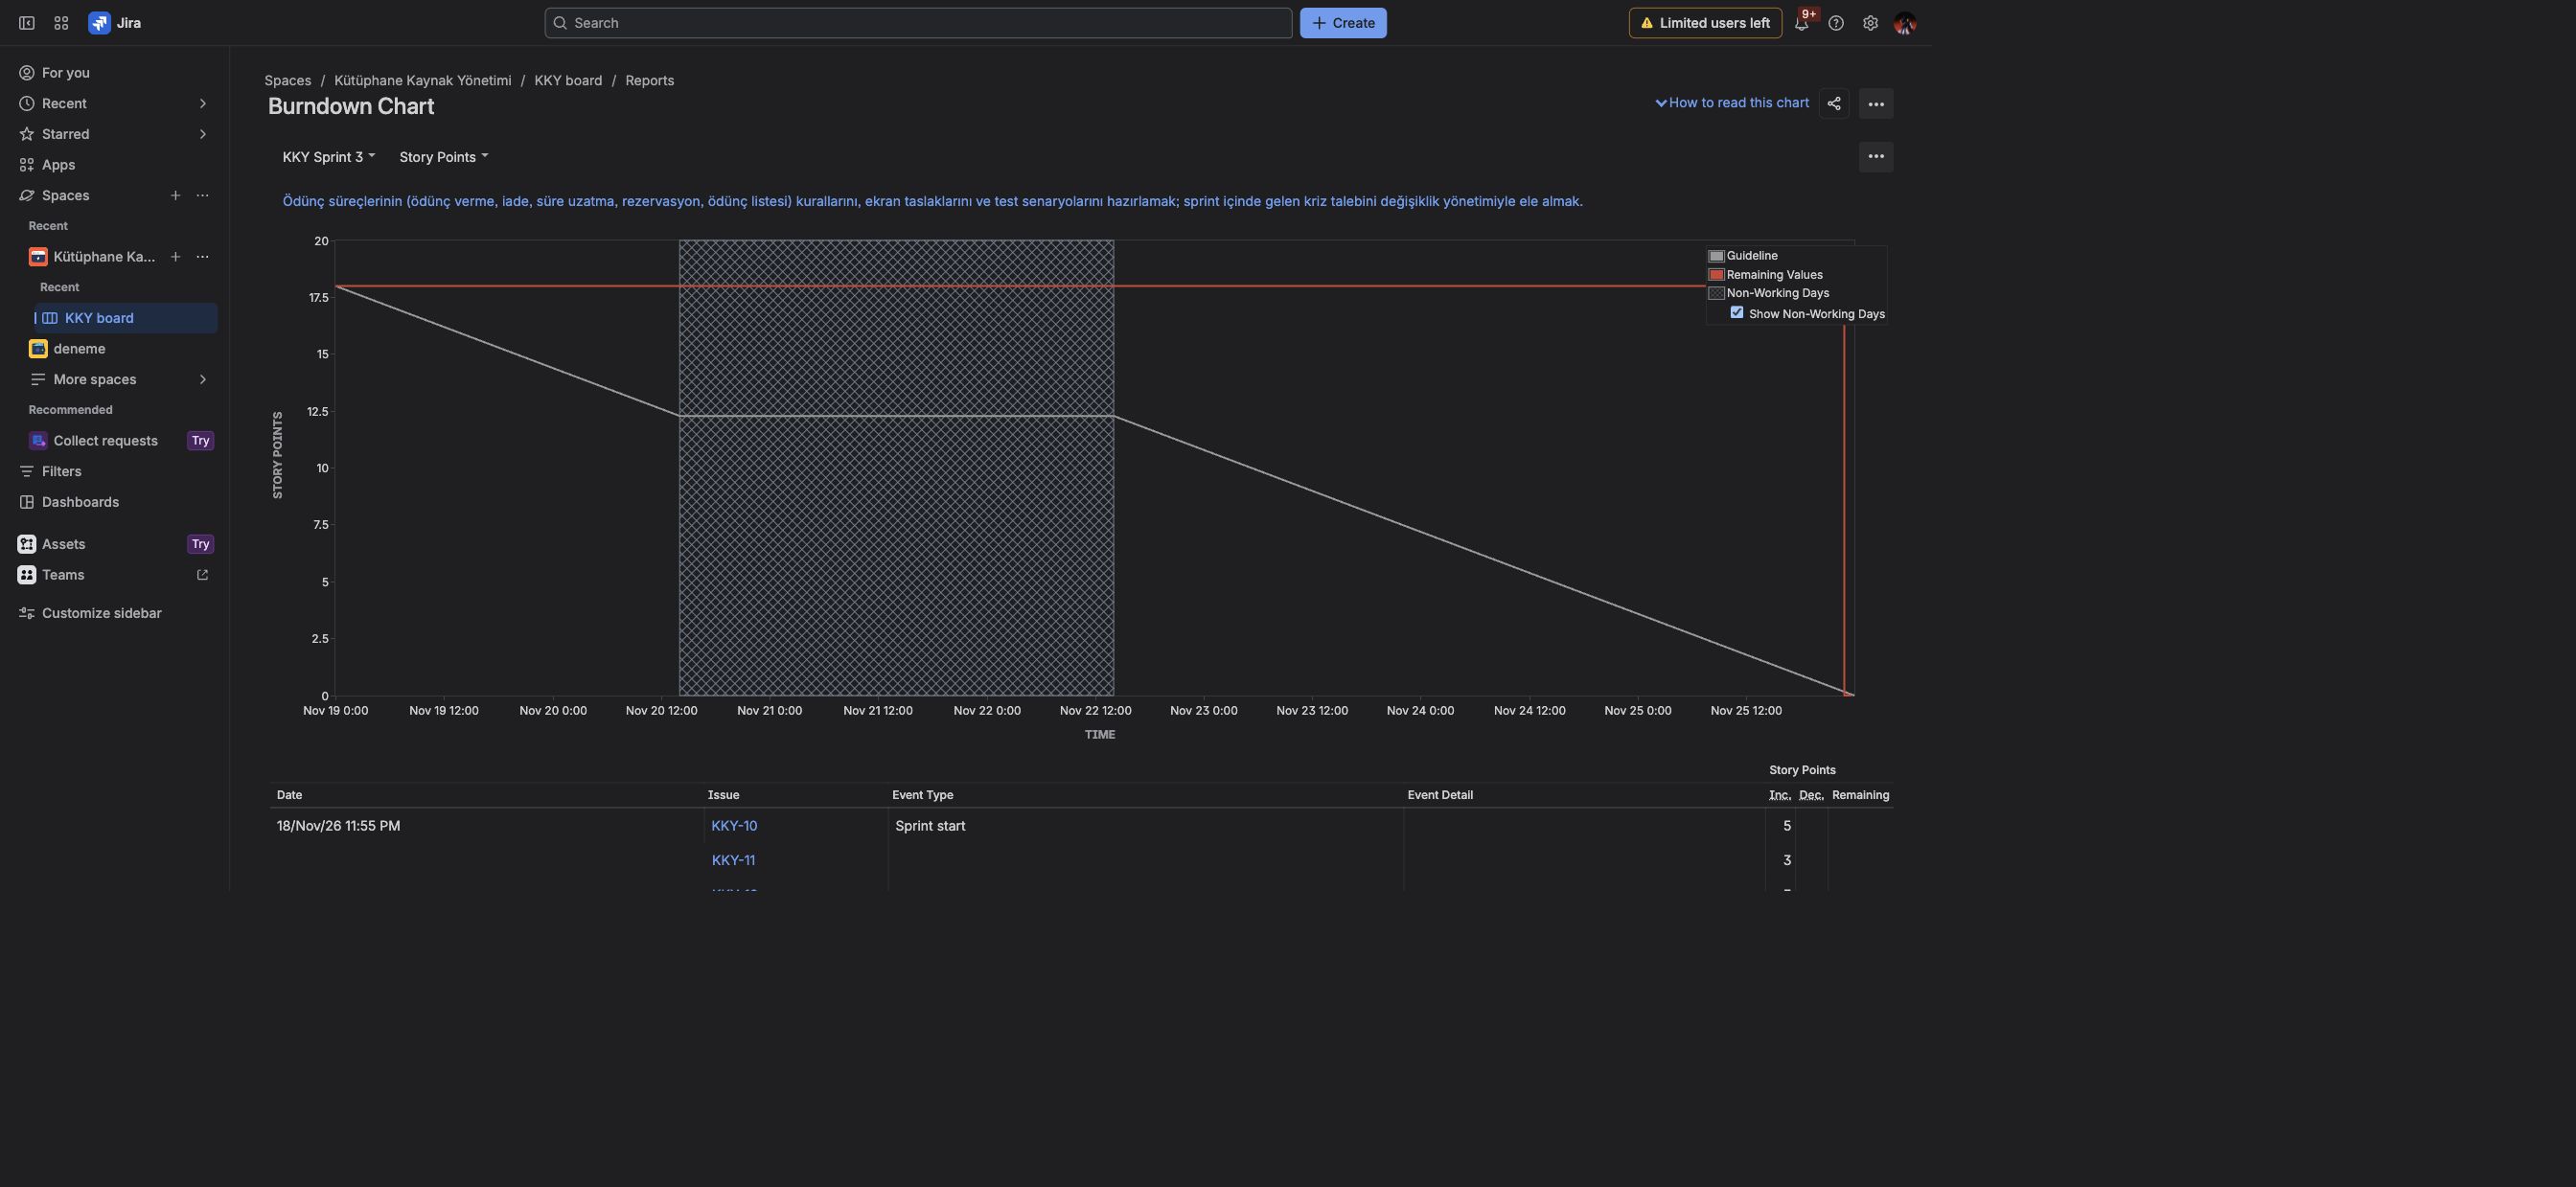 Jira
Search
Create
Limited users left
9+
For you
Recent
Starred
Apps
Spaces
Recent
Kütüphane Ka...
Recent
KKY board
deneme
More spaces
Recommended
Collect requests Try
Filters
Dashboards
Assets Try
Teams
Customize sidebar
Spaces / Kütüphane Kaynak Yönetimi / KKY board / Reports
Burndown Chart
How to read this chart
KKY Sprint 3 Story Points
Ödünç süreçlerinin (ödünç verme, iade, süre uzatma, rezervasyon, ödünç listesi) kurallarını, ekran taslaklarını ve test senaryolarını hazırlamak; sprint içinde gelen kriz talebini değişiklik yönetimiyle ele almak.
Guideline
Remaining Values
Non-Working Days
Show Non-Working Days
STORY POINTS
20
17.5
15
12.5
10
7.5
5
2.5
0
Nov 19 0:00 Nov 19 12:00 Nov 20 0:00 Nov 20 12:00 Nov 21 0:00 Nov 21 12:00 Nov 22 0:00 Nov 22 12:00 Nov 23 0:00 Nov 23 12:00 Nov 24 0:00 Nov 24 12:00 Nov 25 0:00 Nov 25 12:00
TIME
Story Points
Date Issue Event Type Event Detail Inc. Dec. Remaining
18/Nov/26 11:55 PM KKY-10 Sprint start 5
KKY-11 3